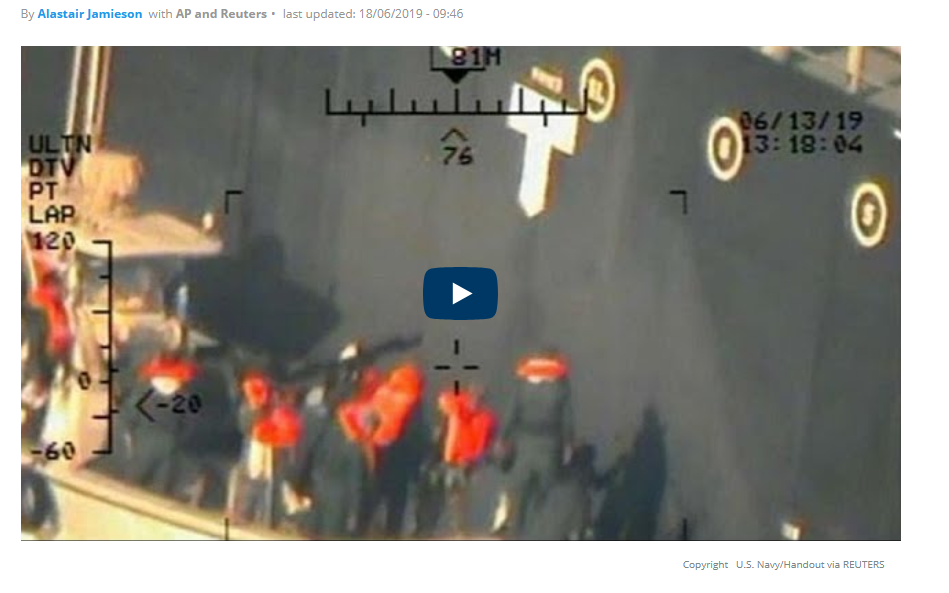 By Alastair Jamieson with AP and Reuters • last updated: 18/06/2019 - 09:46
81M
76
06/13/19
13:18:04
ULTN
DTV
PT
LAP
120
0
-20
-60
S
Copyright U.S. Navy/Handout via REUTERS